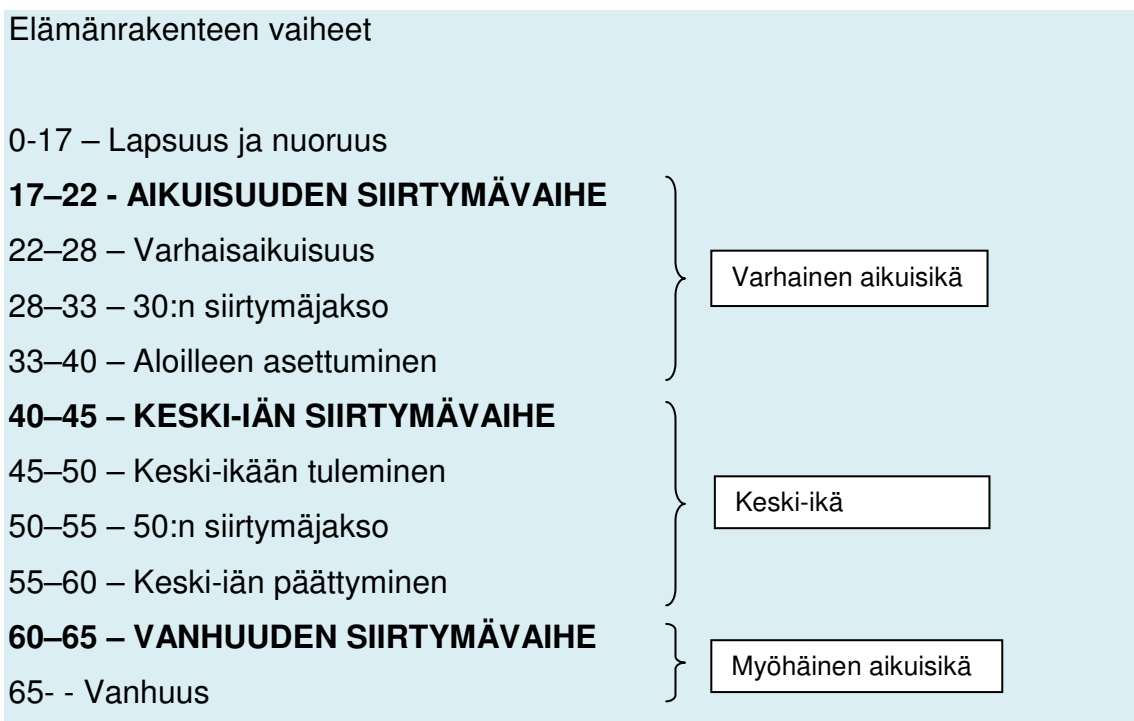 Elämänrakenteen vaiheet
0-17 – Lapsuus ja nuoruus
17–22 - AIKUISUUDEN SIIRTYMÄVAIHE
22–28 – Varhaisaikuisuus
Varhainen aikuisikä
28–33 – 30:n siirtymäjakso
33–40 – Aloilleen asettuminen
40–45 – KESKI-IÄN SIIRTYMÄVAIHE
45–50 – Keski-ikään tuleminen
Keski-ikä
50–55 – 50:n siirtymäjakso
55–60 – Keski-iän päättyminen
60–65 – VANHUUDEN SIIRTYMÄVAIHE
Myöhäinen aikuisikä
65- - Vanhuus